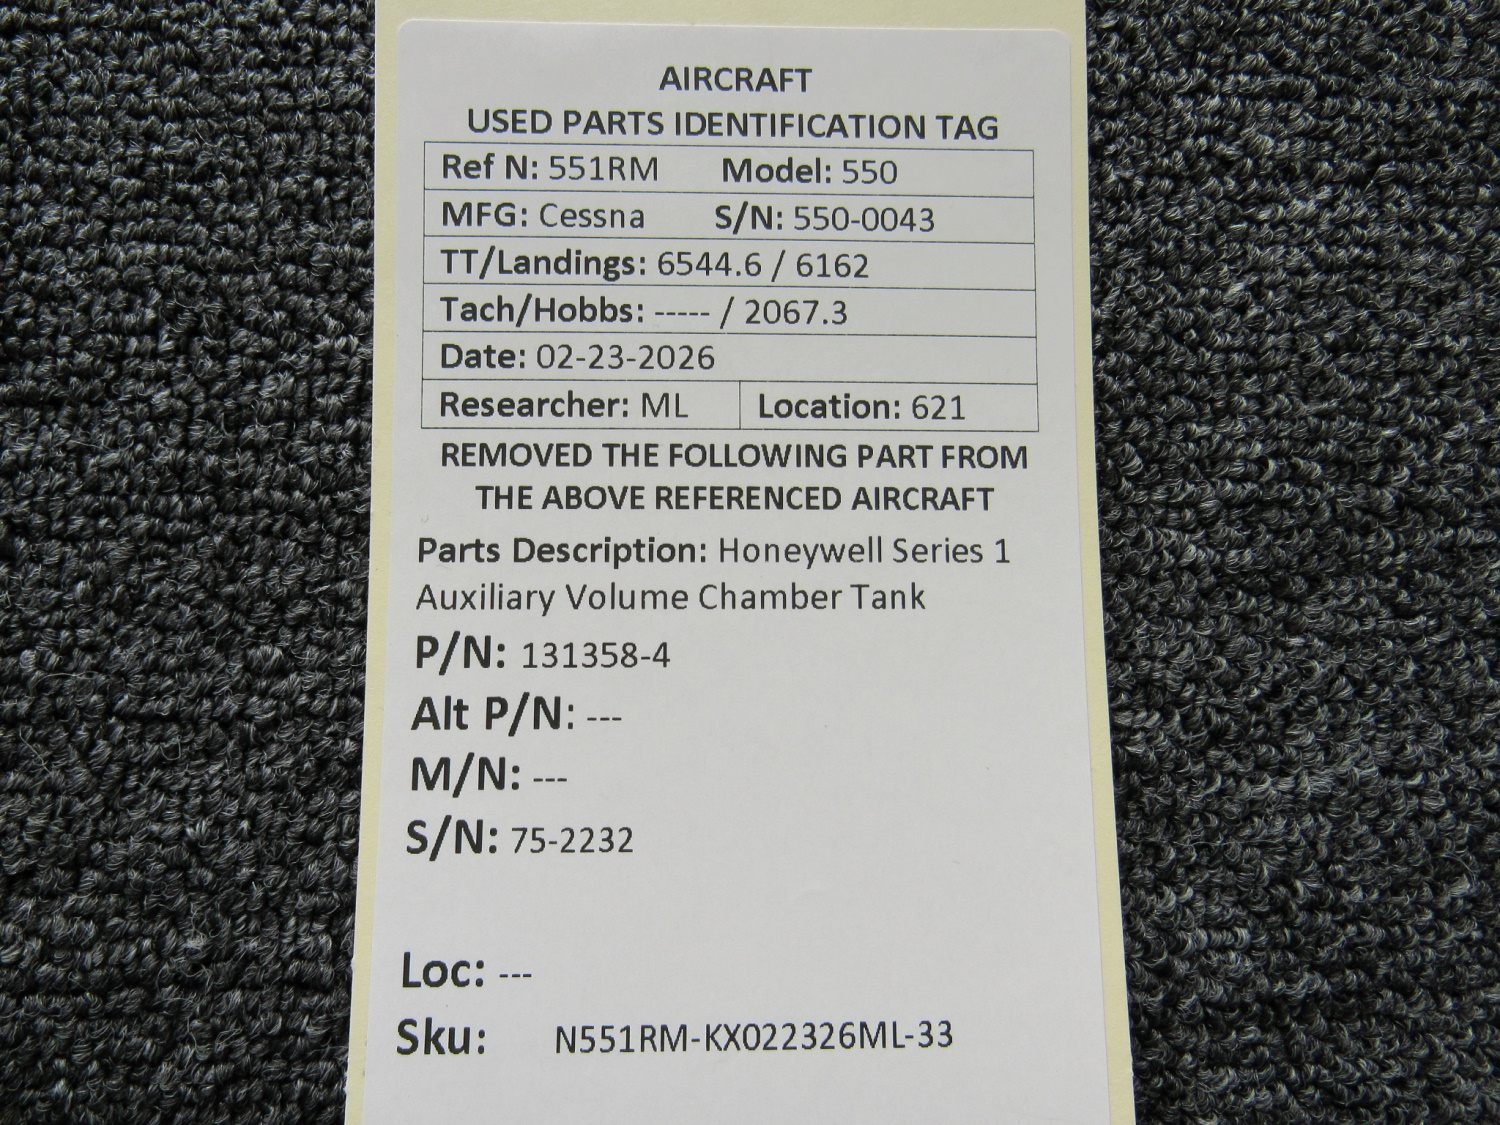 AIRCRAFT
USED PARTS IDENTIFICATION TAG
Ref N: 551RM Model: 550
MFG: Cessna S/N: 550-0043
TT/Landings: 6544.6 / 6162
Tach/Hobbs: ----- / 2067.3
Date: 02-23-2026
Researcher: ML Location: 621
REMOVED THE FOLLOWING PART FROM
THE ABOVE REFERENCED AIRCRAFT
Parts Description: Honeywell Series 1
Auxiliary Volume Chamber Tank
P/N: 131358-4
Alt P/N: ---
M/N: ---
S/N: 75-2232
Loc: ---
Sku: N551RM-KX022326ML-33